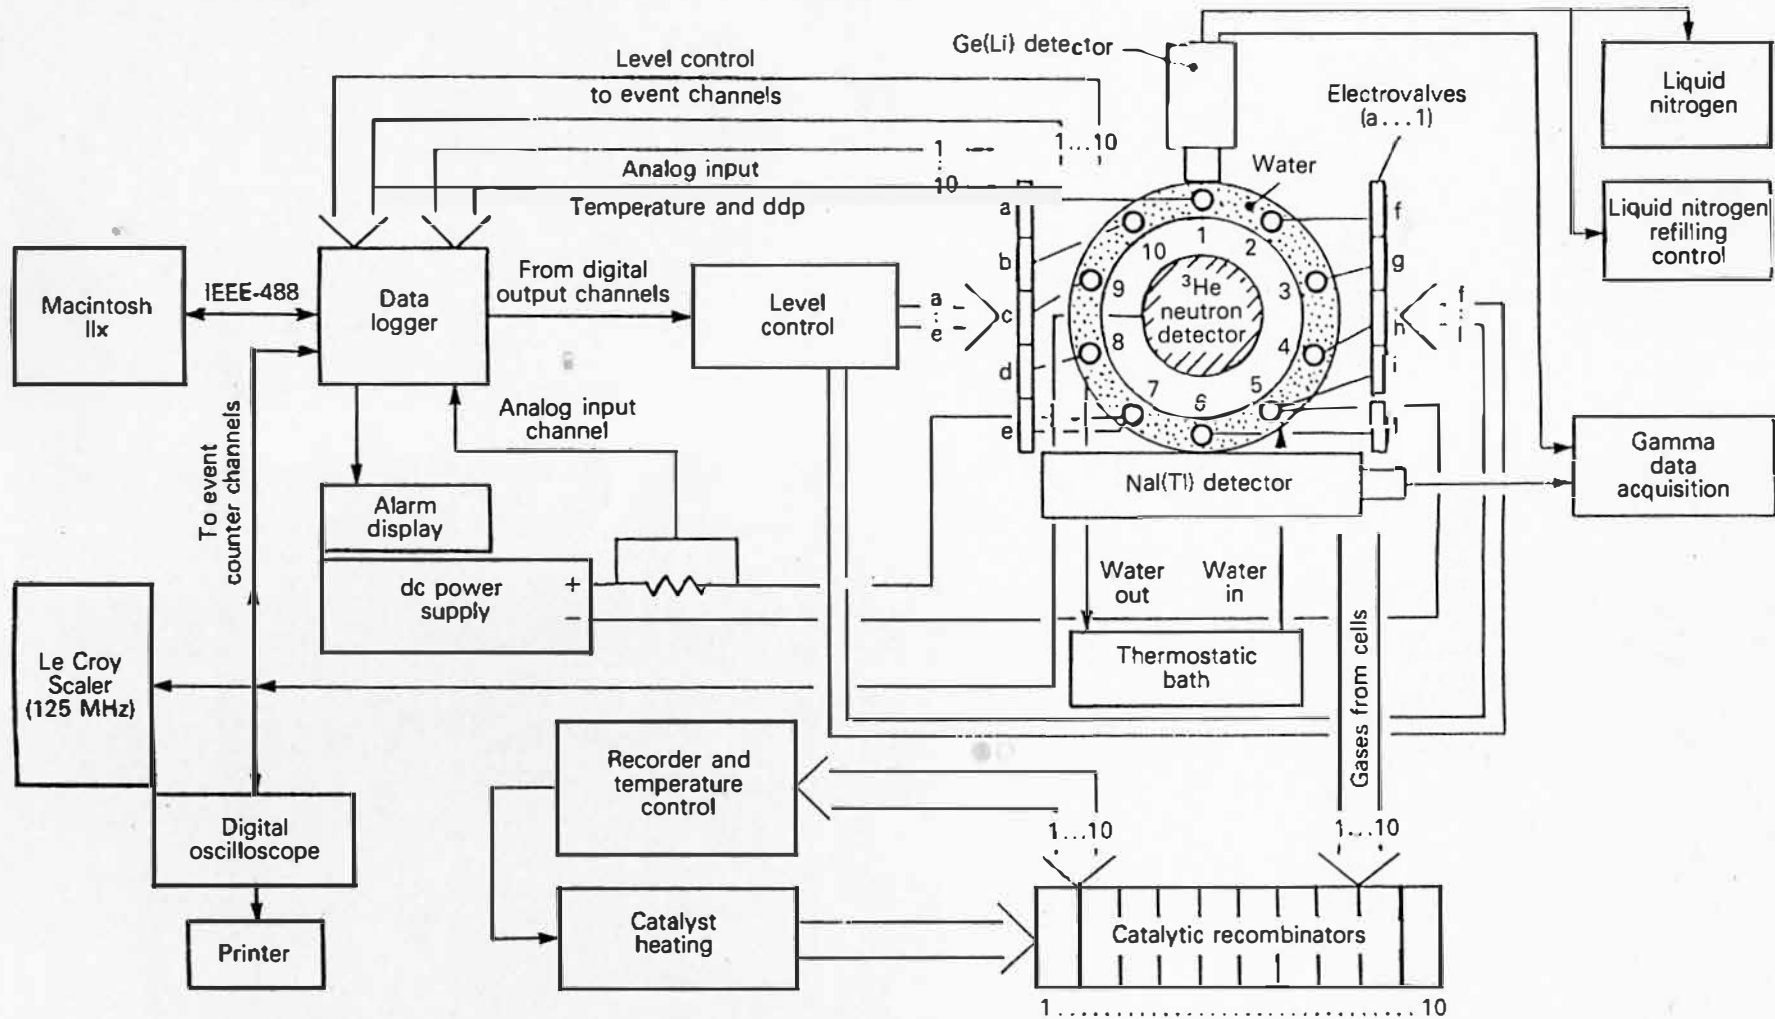 Ge(Li) detector
Level control
to event channels
Liquid
nitrogen
Electrovalves
(a...1)
1...10
1
:
10
Analog input
Water
Temperature and ddp
Liquid nitrogen
refilling
control
a
b
c
d
e
f
g
h
i
1
2
3
4
5
6
7
8
9
10
³He
neutron
detector
Macintosh
IIx
IEEE-488
Data
logger
From digital
output channels
Level
control
a
:
e
f
:
l
To event
counter channels
Analog input
channel
Alarm
display
NaI(Tl) detector
Gamma
data
acquisition
dc power
supply
+
−
Water
out
Water
in
Thermostatic
bath
Gases from cells
Le Croy
Scaler
(125 MHz)
Recorder and
temperature
control
1...10
1...10
Digital
oscilloscope
Printer
Catalyst
heating
Catalytic recombinators
1.......................10